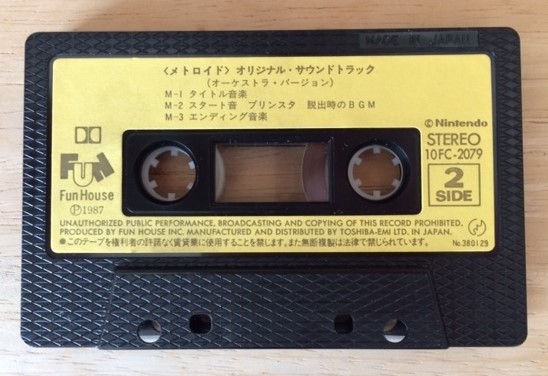 MADE IN JAPAN
〈メトロイド〉オリジナル・サウンドトラック
(オーケストラ・バージョン)
M-1 タイトル音楽
M-2 スタート音 ブリンスタ 脱出時のBGM
M-3 エンディング音楽
©Nintendo
STEREO
10FC-2079
2
SIDE
Fun
Fun House
Ⓟ1987
UNAUTHORIZED PUBLIC PERFORMANCE, BROADCASTING AND COPYING OF THIS RECORD PROHIBITED.
PRODUCED BY FUN HOUSE INC. MANUFACTURED AND DISTRIBUTED BY TOSHIBA-EMI LTD. IN JAPAN.
●このテープを権利者の許諾なく賃貸業に使用することを禁じます。また無断複製は法律で禁じられています。
No.380129